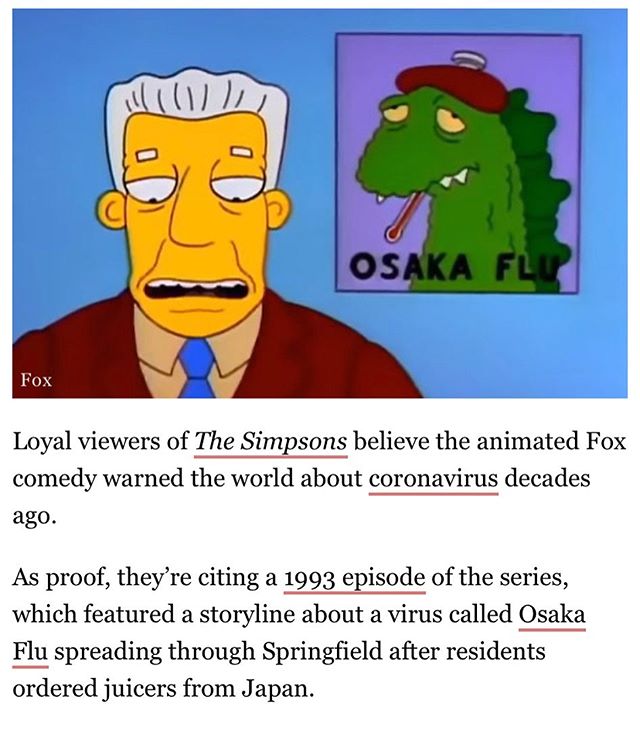 OSAKA FLU
Fox
Loyal viewers of The Simpsons believe the animated Fox
comedy warned the world about coronavirus decades
ago.
As proof, they’re citing a 1993 episode of the series,
which featured a storyline about a virus called Osaka
Flu spreading through Springfield after residents
ordered juicers from Japan.